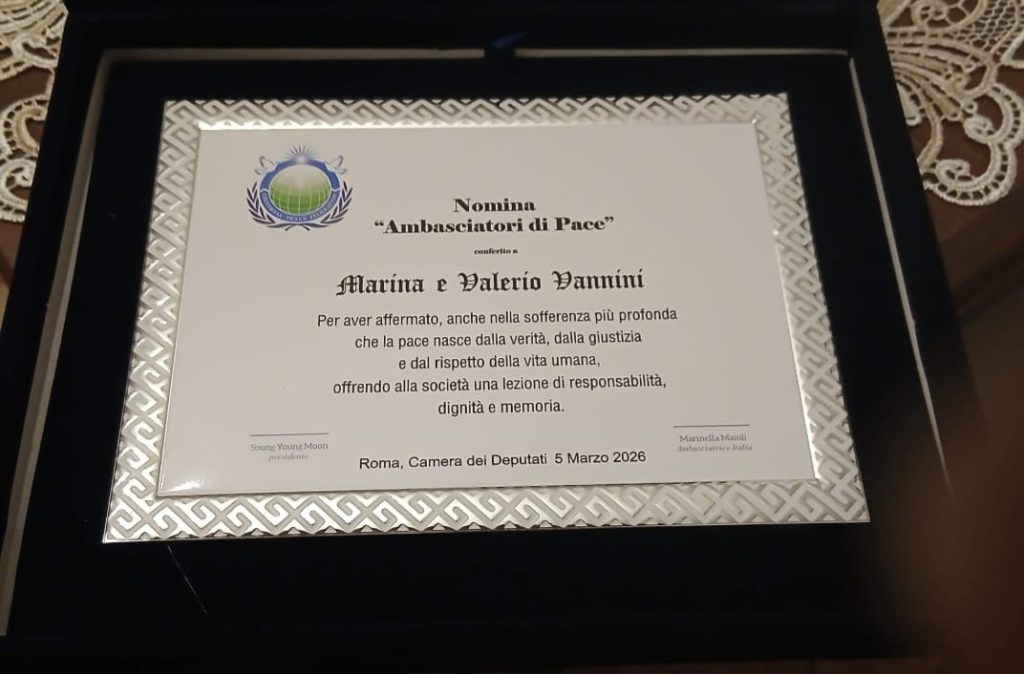 Nomina
“Ambasciatori di Pace”
conferito a
Marina e Valerio Vannini
Per aver affermato, anche nella sofferenza più profonda
che la pace nasce dalla verità, dalla giustizia
e dal rispetto della vita umana,
offrendo alla società una lezione di responsabilità,
dignità e memoria.
Soung Young Moon
presidente
Marinella Maioli
Ambasciatrice Italia
Roma, Camera dei Deputati 5 Marzo 2026